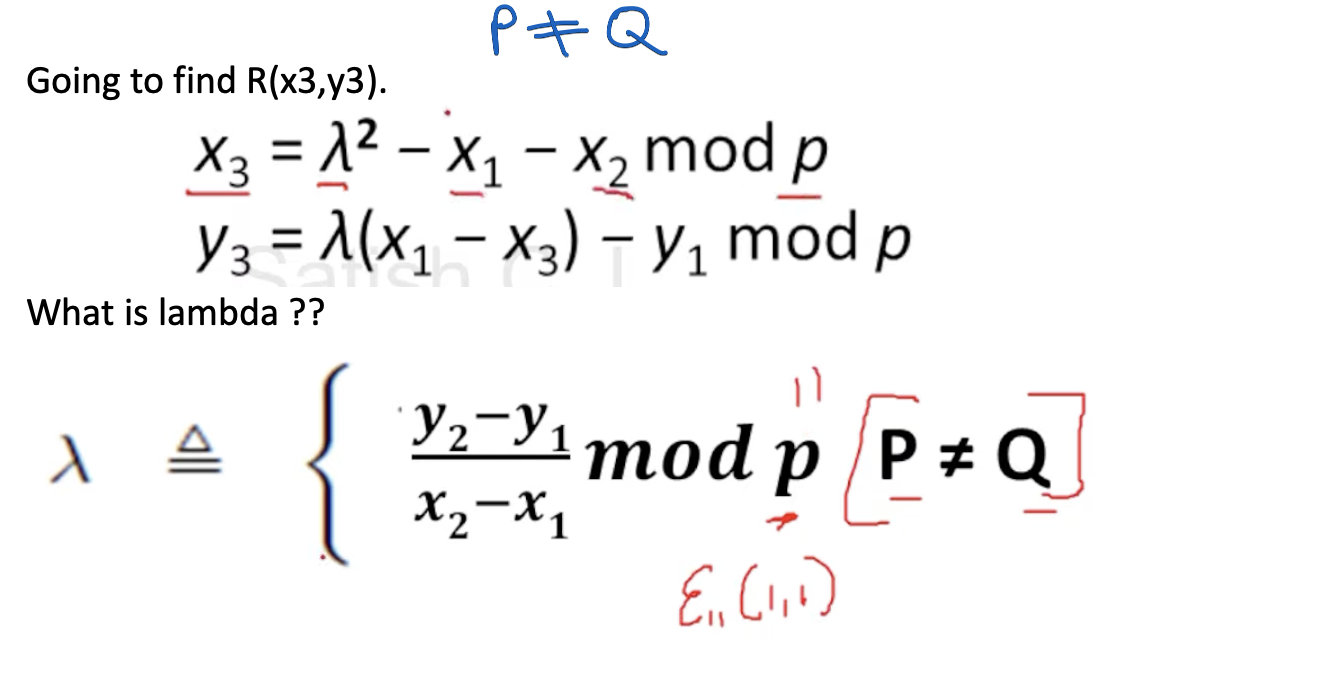 P ≠ Q
Going to find R(x3,y3).
x₃ = λ² – x₁ – x₂ mod p
y₃ = λ(x₁ – x₃) – y₁ mod p
What is lambda ??
11
λ ≜ { (y₂–y₁)/(x₂–x₁) mod p [P ≠ Q]
E₁₁(1,1)